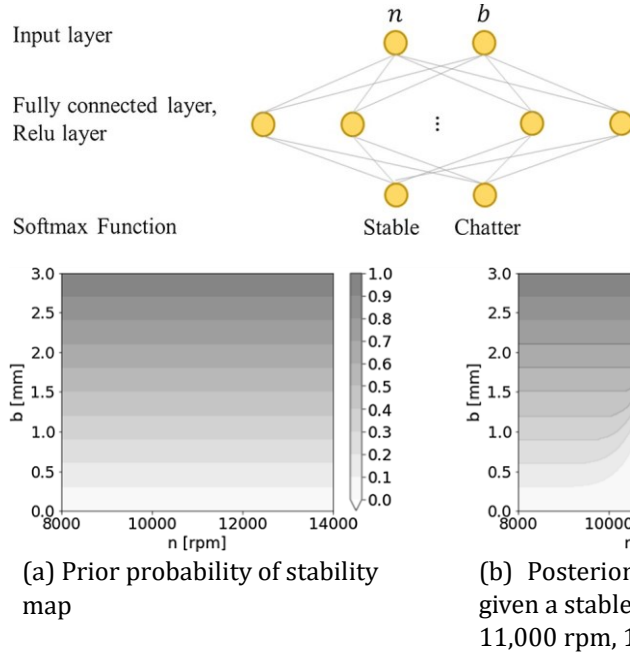 n b
Input layer
Fully connected layer,
Relu layer
...
Softmax Function Stable Chatter
3.0
2.5
2.0
1.5
1.0
0.5
0.0
b [mm]
8000 10000 12000 14000
n [rpm]
1.0
0.9
0.8
0.7
0.6
0.5
0.4
0.3
0.2
0.1
0.0
3.0
2.5
2.0
1.5
1.0
0.5
0.0
b [mm]
8000 1000
(a) Prior probability of stability
map
(b) Posterior
given a stable
11,000 rpm, 1